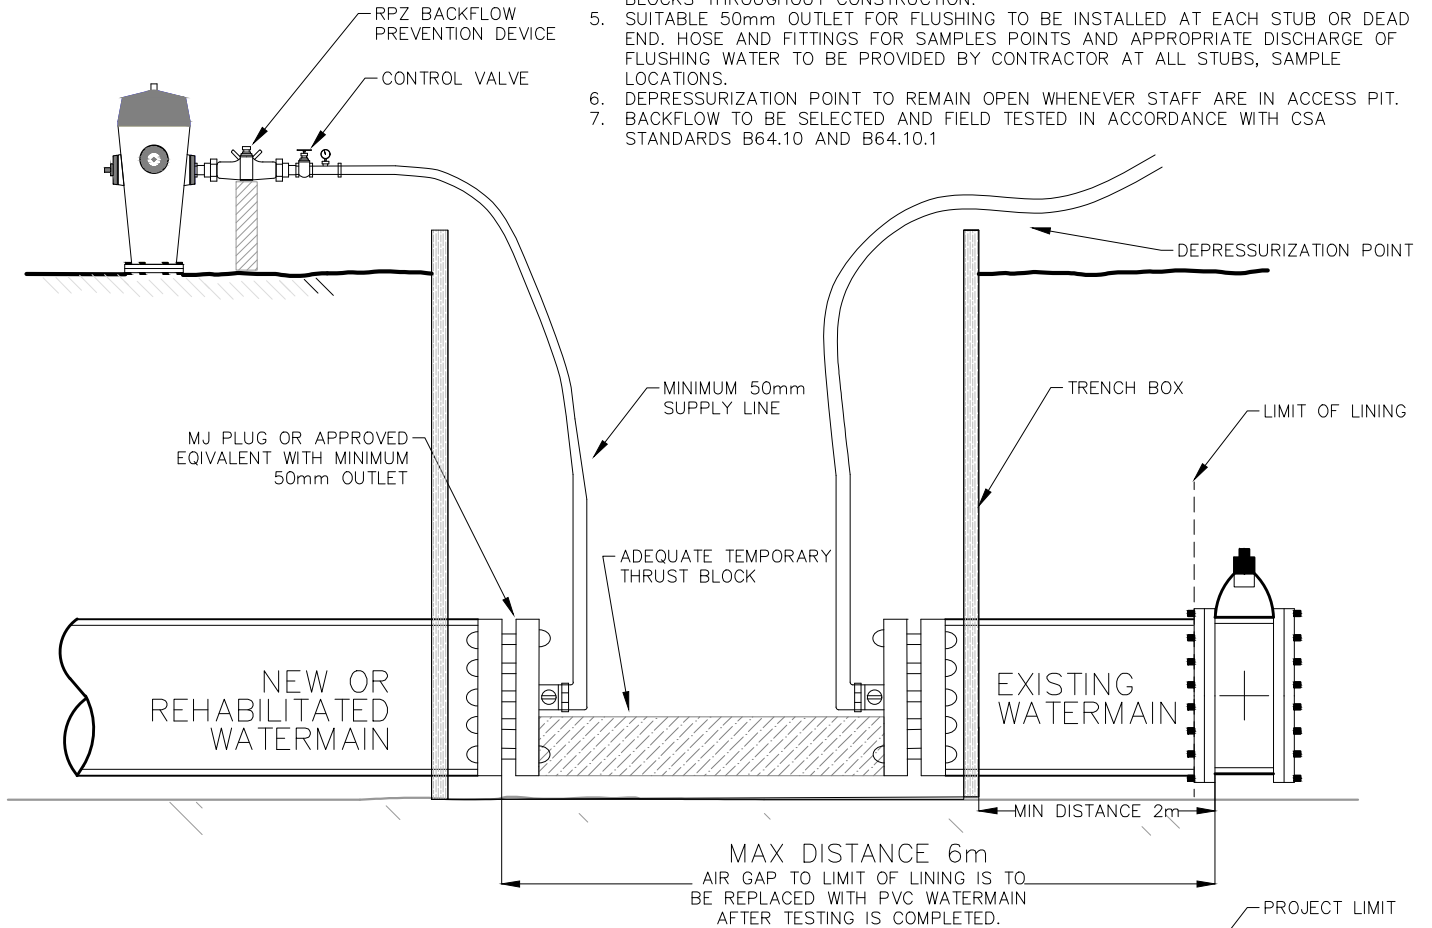 BLOCKS THROUGHOUT CONSTRUCTION.
5. SUITABLE 50mm OUTLET FOR FLUSHING TO BE INSTALLED AT EACH STUB OR DEAD
END. HOSE AND FITTINGS FOR SAMPLES POINTS AND APPROPRIATE DISCHARGE OF
FLUSHING WATER TO BE PROVIDED BY CONTRACTOR AT ALL STUBS, SAMPLE
LOCATIONS.
6. DEPRESSURIZATION POINT TO REMAIN OPEN WHENEVER STAFF ARE IN ACCESS PIT.
7. BACKFLOW TO BE SELECTED AND FIELD TESTED IN ACCORDANCE WITH CSA
STANDARDS B64.10 AND B64.10.1
RPZ BACKFLOW
PREVENTION DEVICE
CONTROL VALVE
DEPRESSURIZATION POINT
MINIMUM 50mm
SUPPLY LINE
TRENCH BOX
LIMIT OF LINING
MJ PLUG OR APPROVED
EQIVALENT WITH MINIMUM
50mm OUTLET
ADEQUATE TEMPORARY
THRUST BLOCK
NEW OR
REHABILITATED
WATERMAIN
EXISTING
WATERMAIN
MIN DISTANCE 2m
MAX DISTANCE 6m
AIR GAP TO LIMIT OF LINING IS TO
BE REPLACED WITH PVC WATERMAIN
AFTER TESTING IS COMPLETED.
PROJECT LIMIT